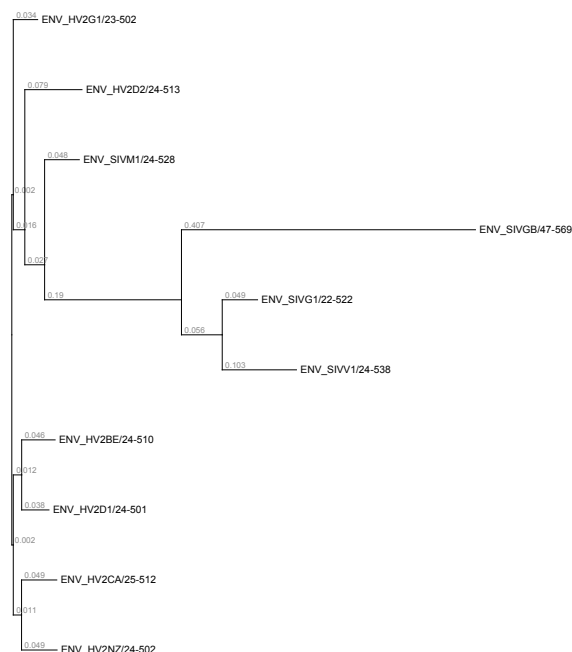 0.034
ENV_HV2G1/23-502
0.079
ENV_HV2D2/24-513
0.048
ENV_SIVM1/24-528
0.002
0.016
0.407
ENV_SIVGB/47-569
0.027
0.19
0.049
ENV_SIVG1/22-522
0.056
0.103
ENV_SIVV1/24-538
0.046
ENV_HV2BE/24-510
0.012
0.038
ENV_HV2D1/24-501
0.002
0.049
ENV_HV2CA/25-512
0.011
0.049
ENV_HV2NZ/24-502